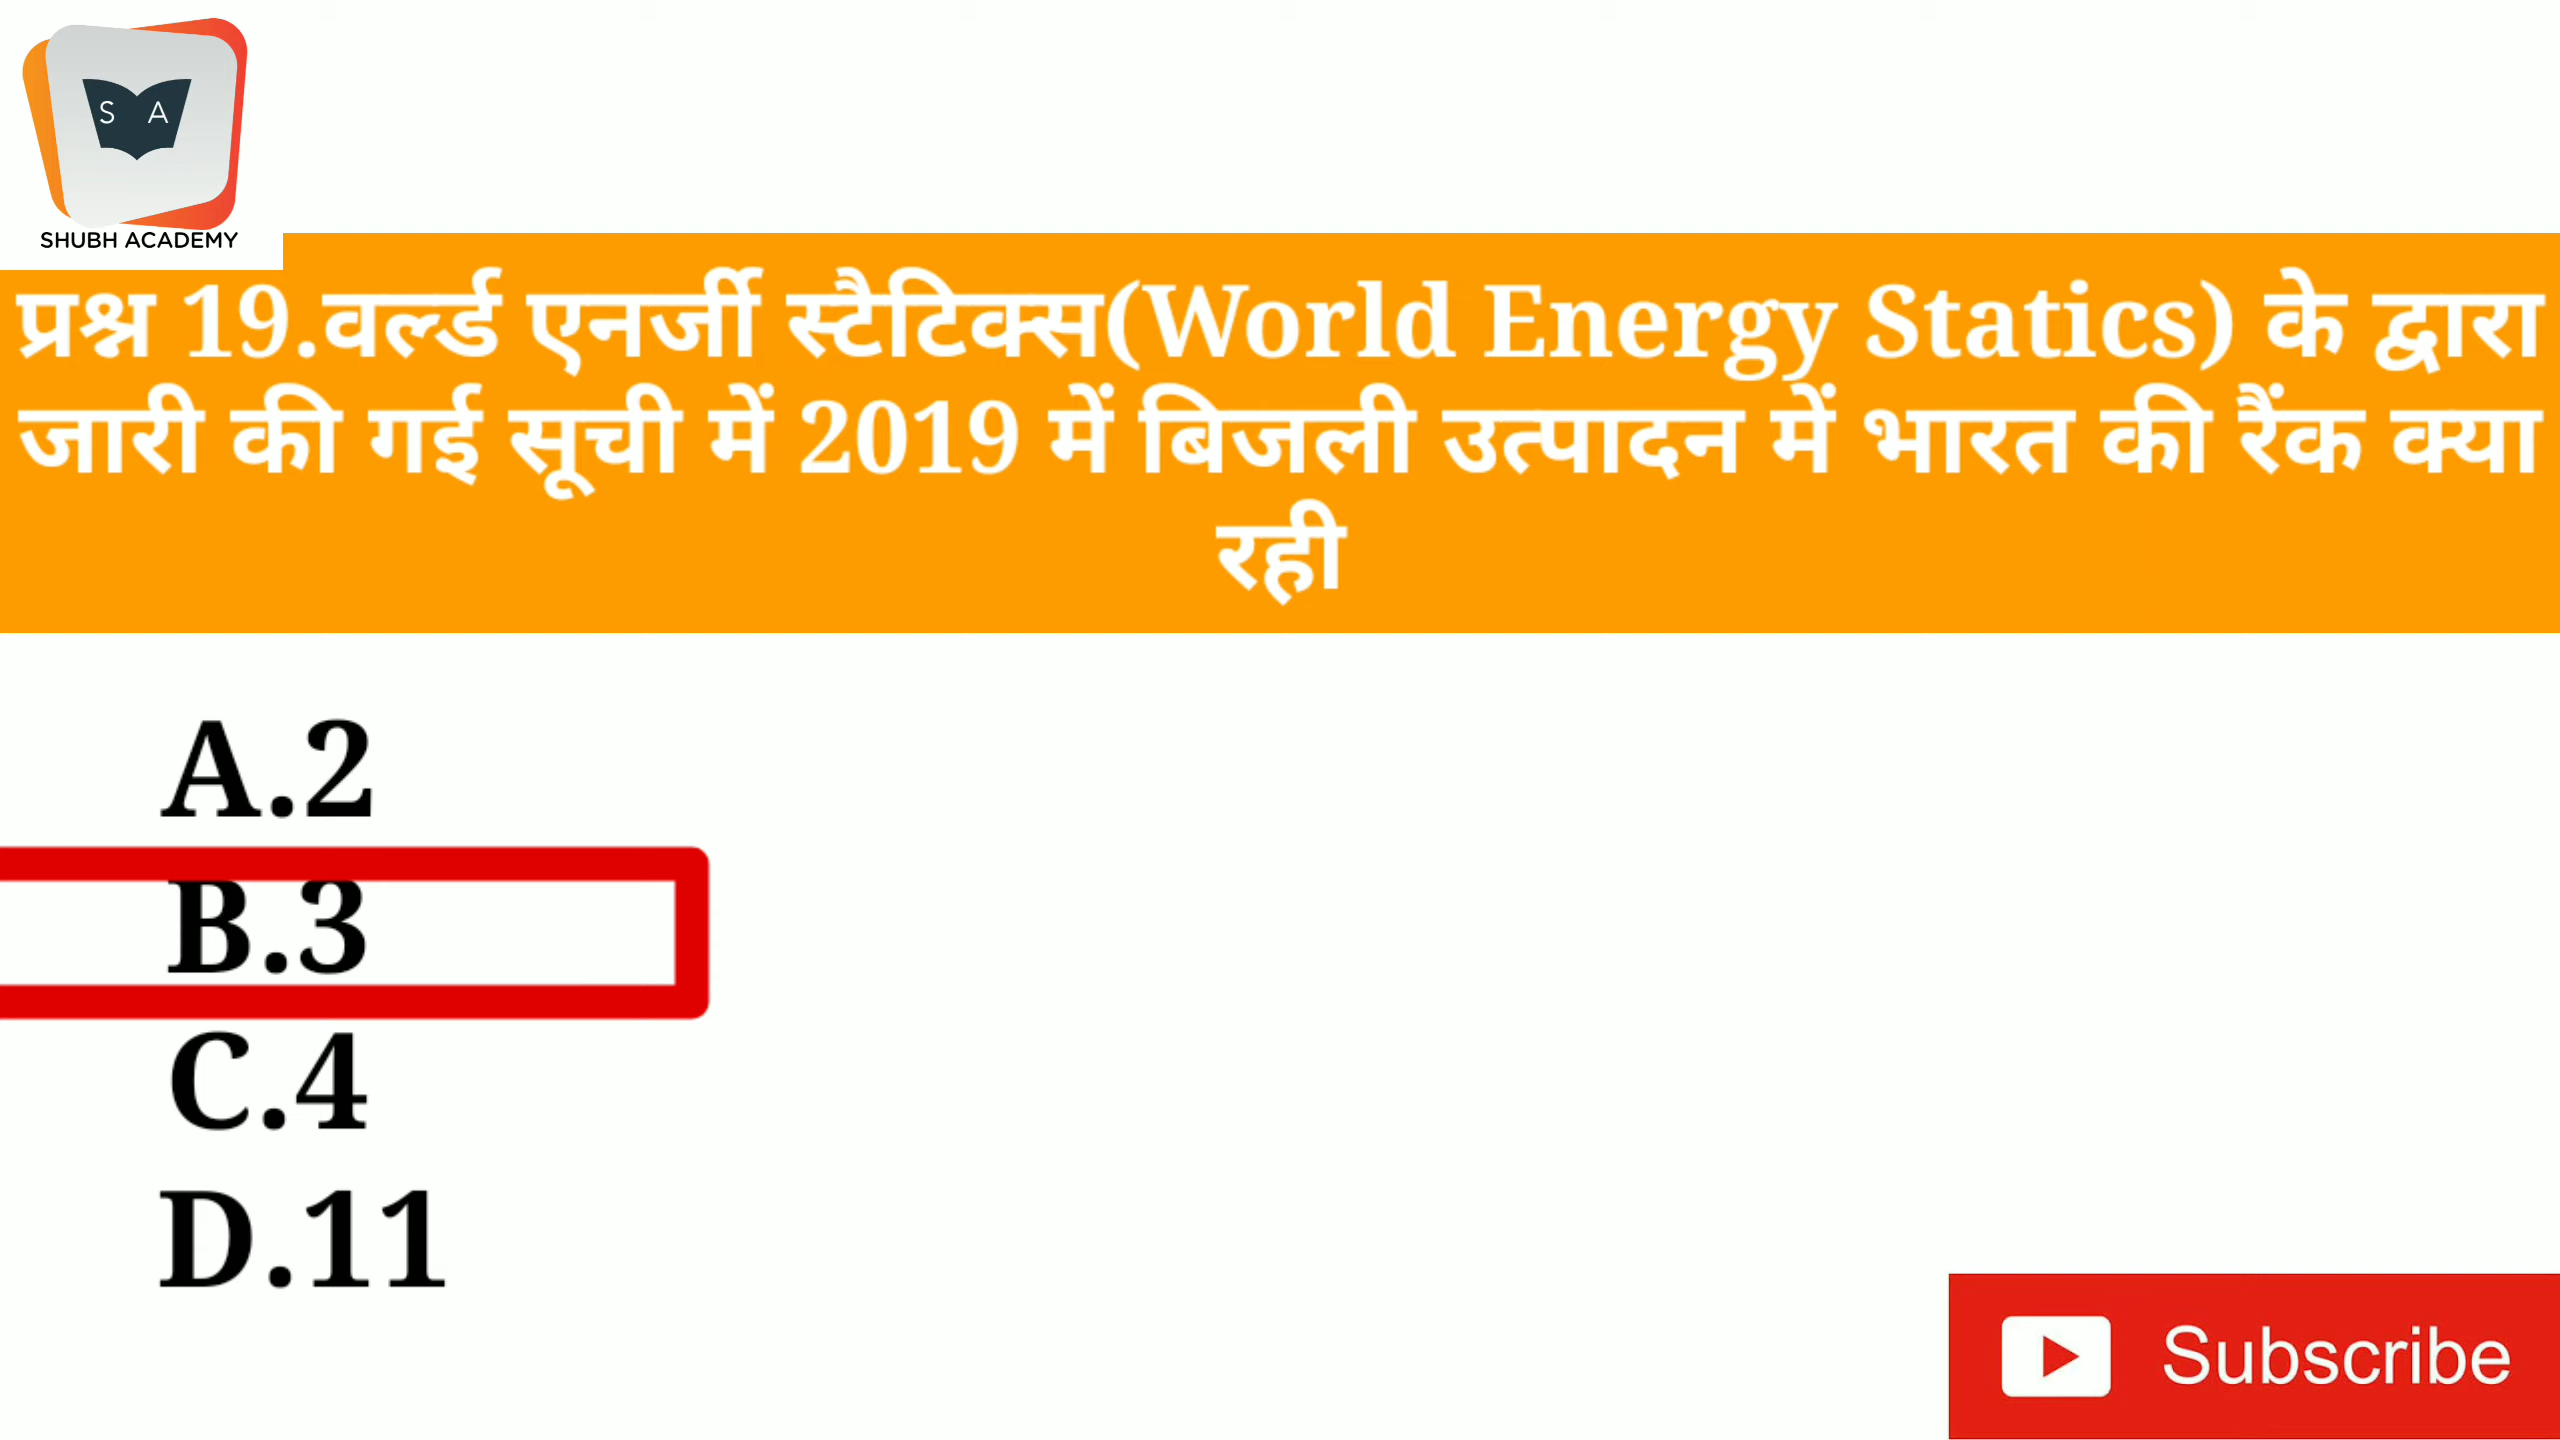 S A
SHUBH ACADEMY
प्रश्न 19.वर्ल्ड एनर्जी स्टैटिक्स(World Energy Statics) के द्वारा
जारी की गई सूची में 2019 में बिजली उत्पादन में भारत की रैंक क्या
रही
A.2
B.3
C.4
D.11
Subscribe